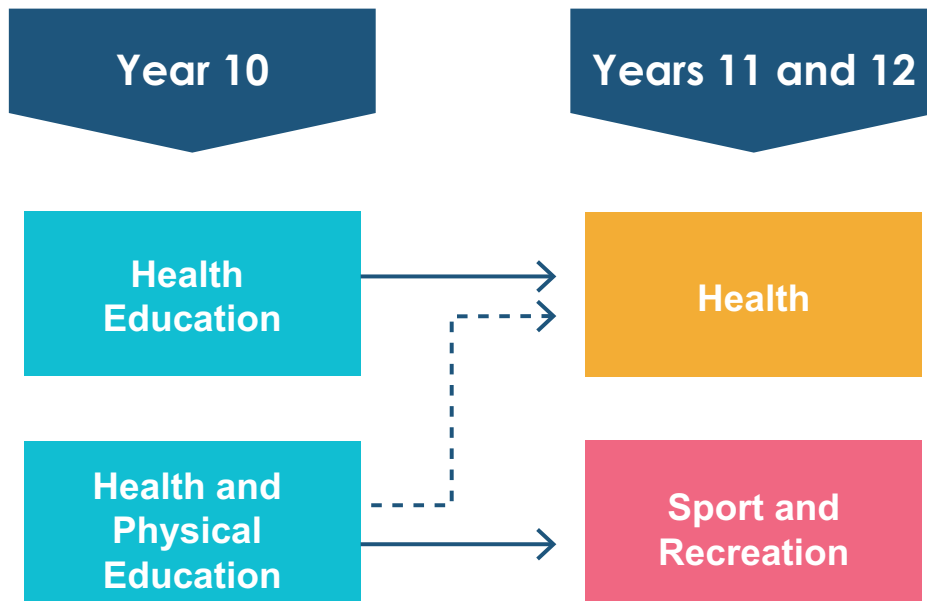 Year 10
Years 11 and 12
Health
Education
Health
Health and
Physical
Education
Sport and
Recreation